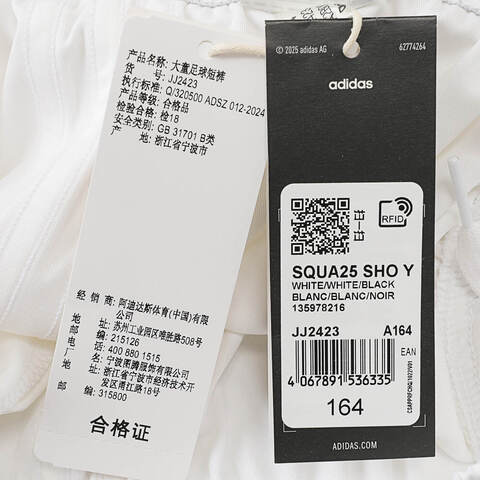 产品名称: 大童足球短裤
货 号: JJ2423
执行标准: Q/320500 ADSZ 012-2024
产品等级: 合格品
检验合格: 检18
安全类别: GB 31701 B类
产 地: 浙江省宁波市
经 销 商: 阿迪达斯体育(中国)有限
公司
地 址: 苏州工业园区唯胜路508号
邮 编: 215126
电 话: 400 880 1515
宁波图腾服饰有限公司
浙江省宁波市经济技术开
发区甬江路18号
邮 编: 315800
合格证
© 2025 adidas AG
62774264
adidas
RFID
SQUA25 SHO Y
WHITE/WHITE/BLACK
BLANC/BLANC/NOIR
135978216
JJ2423 A164
EAN
4 067891 536335
164
ADIDAS.COM